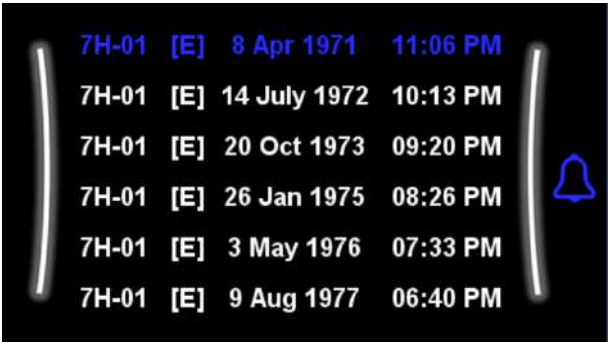 7H-01 [E] 8 Apr 1971 11:06 PM
7H-01 [E] 14 July 1972 10:13 PM
7H-01 [E] 20 Oct 1973 09:20 PM
7H-01 [E] 26 Jan 1975 08:26 PM
7H-01 [E] 3 May 1976 07:33 PM
7H-01 [E] 9 Aug 1977 06:40 PM